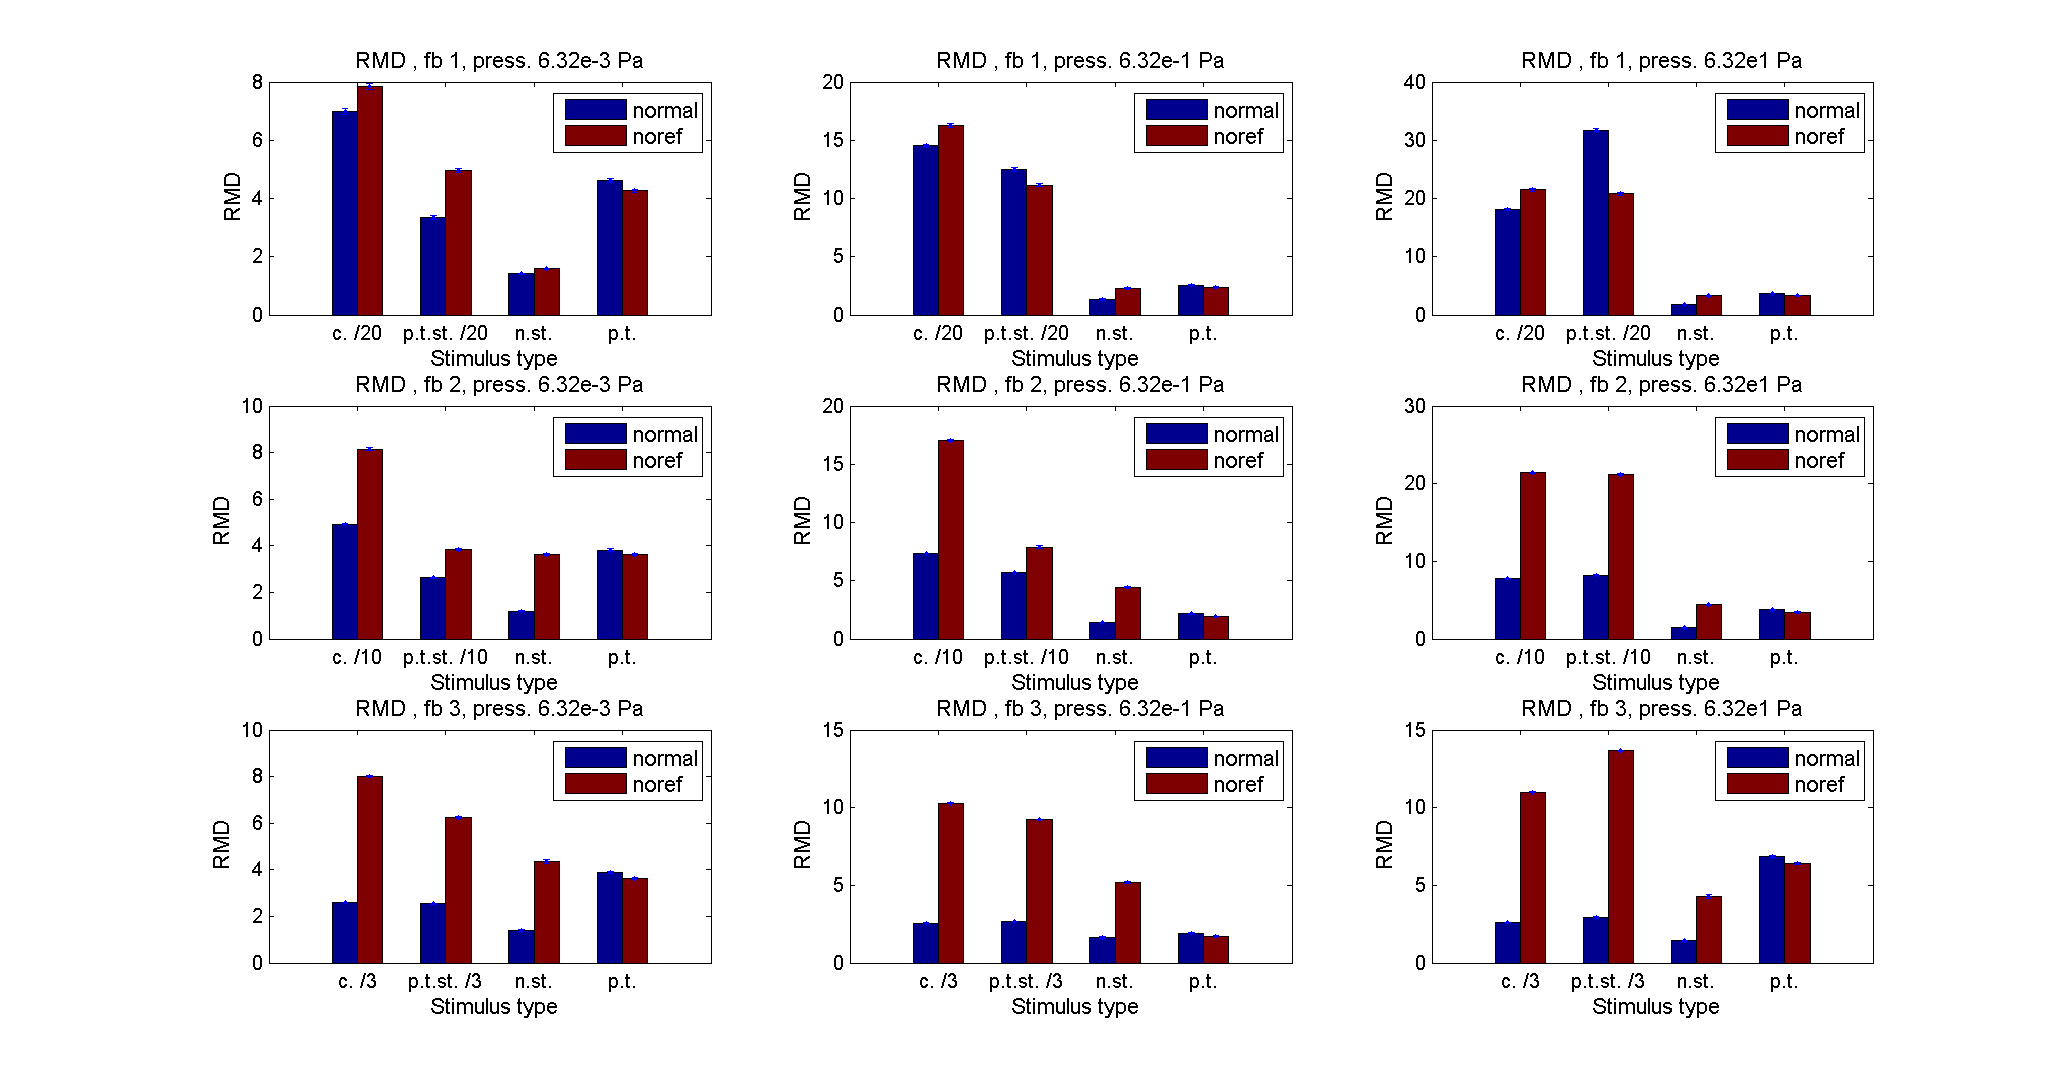 RMD , fb 1, press. 6.32e-3 Pa
8
6
4
2
0
RMD
normal
noref
c. /20 p.t.st. /20 n.st. p.t.
Stimulus type
RMD , fb 1, press. 6.32e-1 Pa
20
15
10
5
0
RMD
normal
noref
c. /20 p.t.st. /20 n.st. p.t.
Stimulus type
RMD , fb 1, press. 6.32e1 Pa
40
30
20
10
0
RMD
normal
noref
c. /20 p.t.st. /20 n.st. p.t.
Stimulus type
RMD , fb 2, press. 6.32e-3 Pa
10
8
6
4
2
0
RMD
normal
noref
c. /10 p.t.st. /10 n.st. p.t.
Stimulus type
RMD , fb 2, press. 6.32e-1 Pa
20
15
10
5
0
RMD
normal
noref
c. /10 p.t.st. /10 n.st. p.t.
Stimulus type
RMD , fb 2, press. 6.32e1 Pa
30
20
10
0
RMD
normal
noref
c. /10 p.t.st. /10 n.st. p.t.
Stimulus type
RMD , fb 3, press. 6.32e-3 Pa
10
8
6
4
2
0
RMD
normal
noref
c. /3 p.t.st. /3 n.st. p.t.
Stimulus type
RMD , fb 3, press. 6.32e-1 Pa
15
10
5
0
RMD
normal
noref
c. /3 p.t.st. /3 n.st. p.t.
Stimulus type
RMD , fb 3, press. 6.32e1 Pa
15
10
5
0
RMD
normal
noref
c. /3 p.t.st. /3 n.st. p.t.
Stimulus type